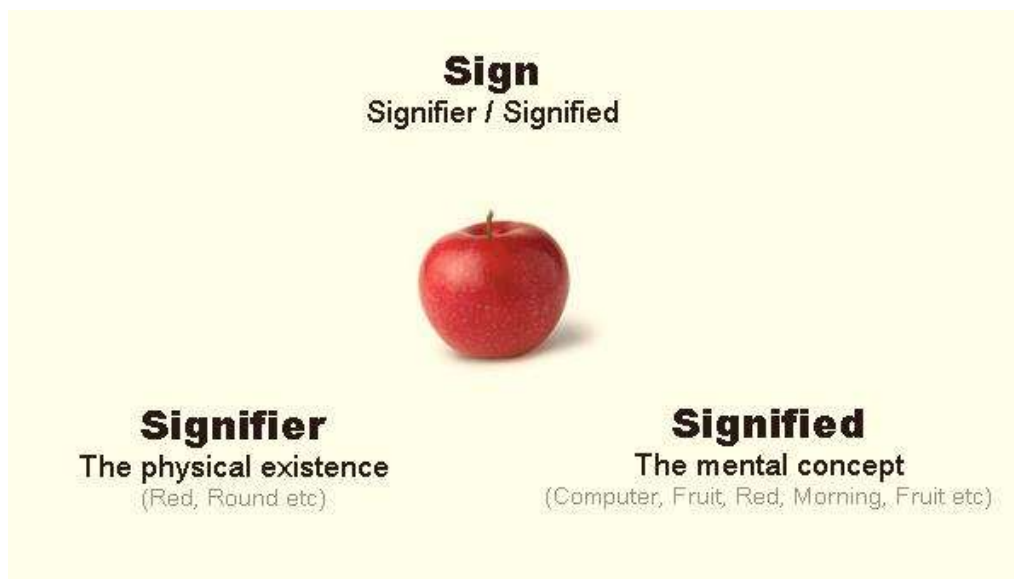 Sign
Signifier / Signified
Signifier
The physical existence
(Red, Round etc)
Signified
The mental concept
(Computer, Fruit, Red, Morning, Fruit etc)